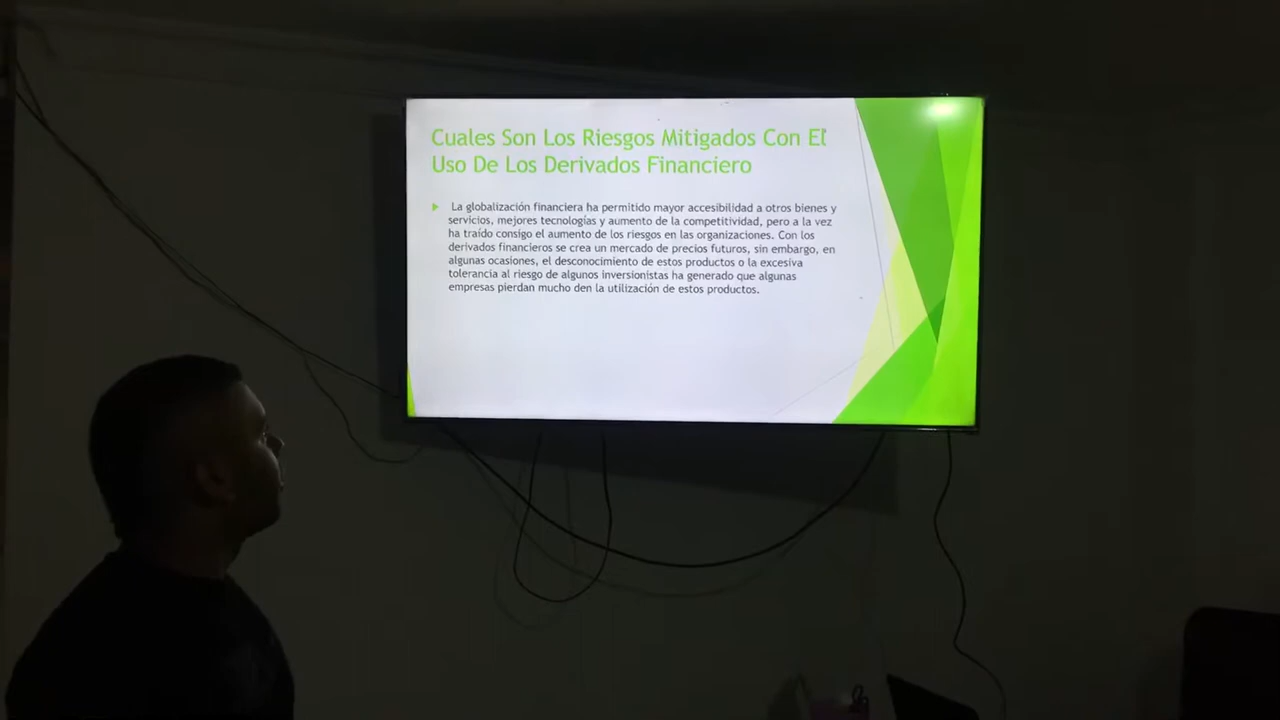 Cuales Son Los Riesgos Mitigados Con El
Uso De Los Derivados Financiero
La globalización financiera ha permitido mayor accesibilidad a otros bienes y
servicios, mejores tecnologías y aumento de la competitividad, pero a la vez
ha traído consigo el aumento de los riesgos en las organizaciones. Con los
derivados financieros se crea un mercado de precios futuros, sin embargo, en
algunas ocasiones, el desconocimiento de estos productos o la excesiva
tolerancia al riesgo de algunos inversionistas ha generado que algunas
empresas pierdan mucho den la utilización de estos productos.